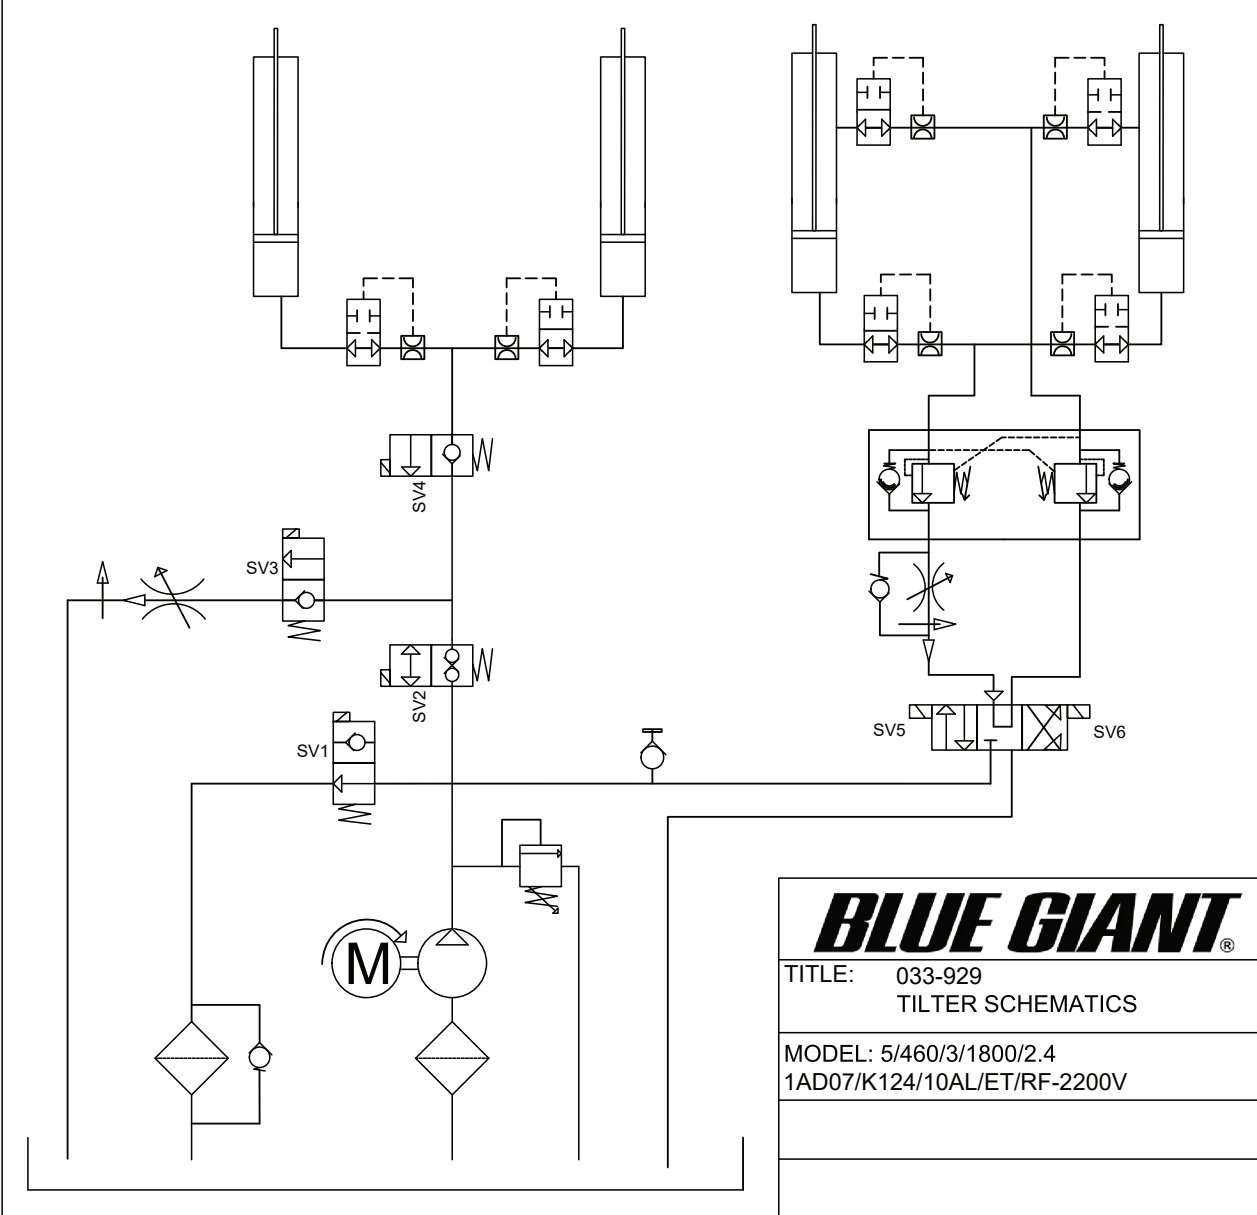 SV4
SV3
SV2
SV1
SV5
SV6
M
BLUE GIANT®
TITLE: 033-929
TILTER SCHEMATICS
MODEL: 5/460/3/1800/2.4
1AD07/K124/10AL/ET/RF-2200V